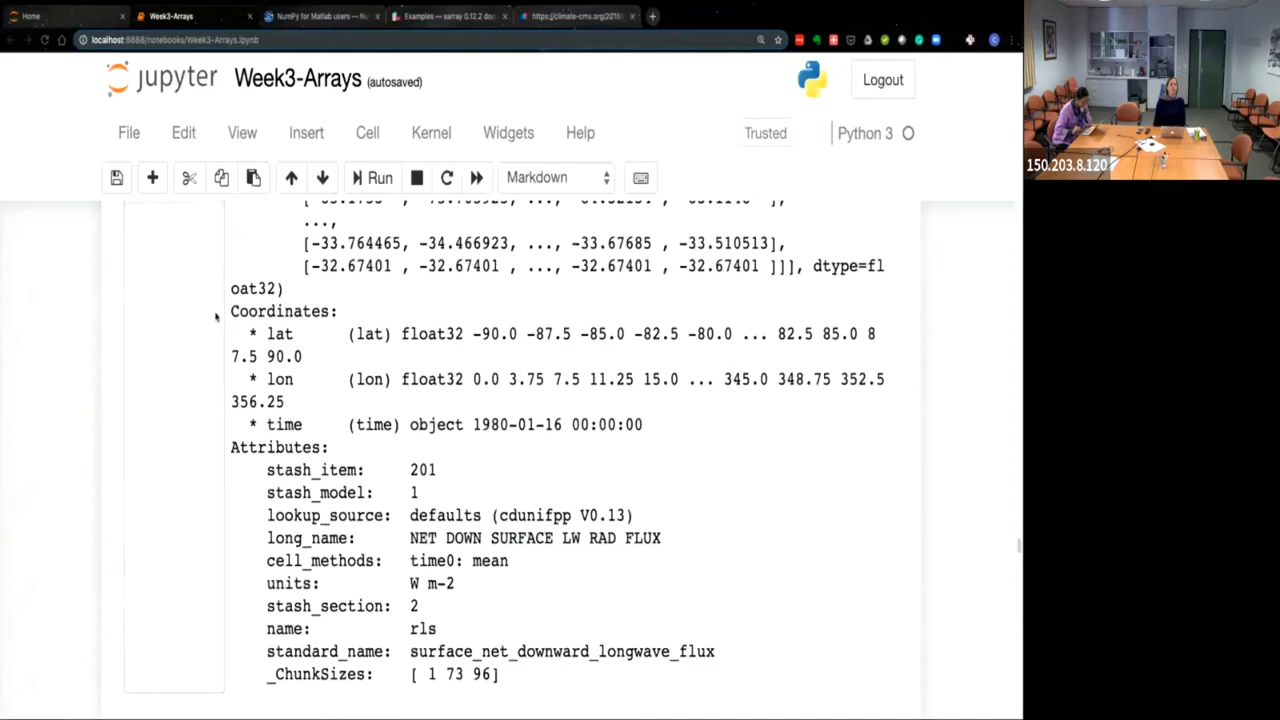 Home
Week3-Arrays
NumPy for Matlab users — Num
Examples — xarray 0.12.2 doc
https://climate-cms.org/2018
localhost:8888/notebooks/Week3-Arrays.ipynb
jupyter Week3-Arrays (autosaved)
Logout
File Edit View Insert Cell Kernel Widgets Help
Trusted
Python 3
Run
Markdown
...,
[-33.764465, -34.466923, ..., -33.67685 , -33.510513],
[-32.67401 , -32.67401 , ..., -32.67401 , -32.67401 ]]], dtype=fl
oat32)
Coordinates:
* lat (lat) float32 -90.0 -87.5 -85.0 -82.5 -80.0 ... 82.5 85.0 8
7.5 90.0
* lon (lon) float32 0.0 3.75 7.5 11.25 15.0 ... 345.0 348.75 352.5
356.25
* time (time) object 1980-01-16 00:00:00
Attributes:
stash_item: 201
stash_model: 1
lookup_source: defaults (cdunifpp V0.13)
long_name: NET DOWN SURFACE LW RAD FLUX
cell_methods: time0: mean
units: W m-2
stash_section: 2
name: rls
standard_name: surface_net_downward_longwave_flux
_ChunkSizes: [ 1 73 96]
150.203.8.120